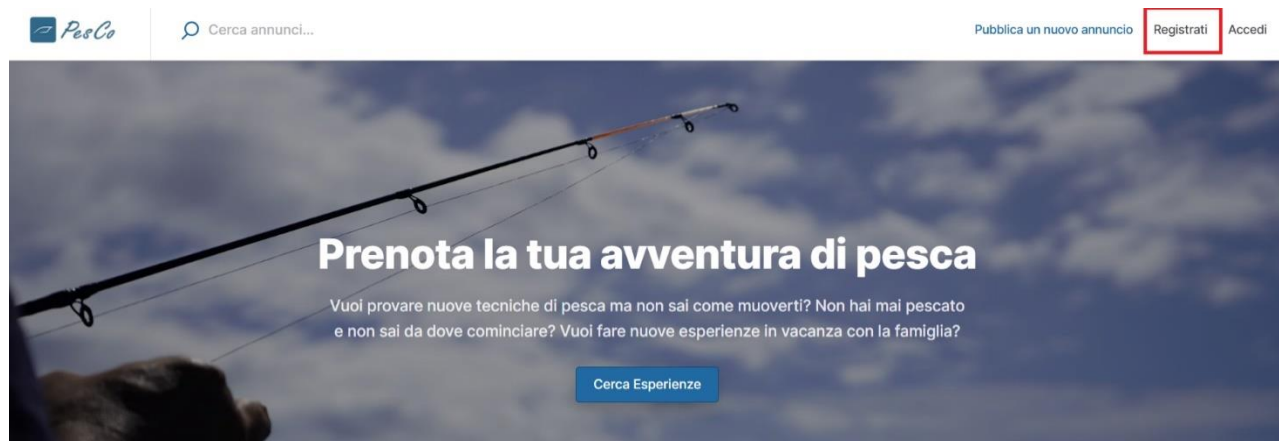 PesCo
Cerca annunci...
Pubblica un nuovo annuncio
Registrati
Accedi
Prenota la tua avventura di pesca
Vuoi provare nuove tecniche di pesca ma non sai come muoverti? Non hai mai pescato
e non sai da dove cominciare? Vuoi fare nuove esperienze in vacanza con la famiglia?
Cerca Esperienze